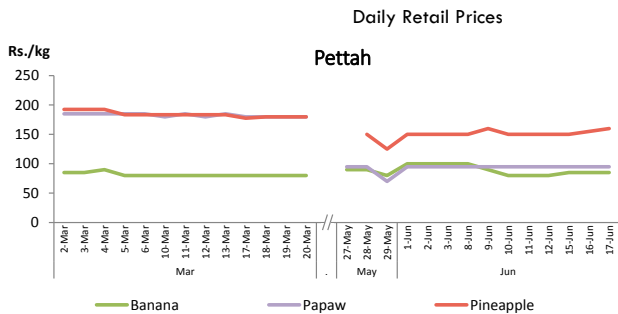 Daily Retail Prices
Rs./kg
Pettah
250
200
150
100
50
0
2-Mar
3-Mar
4-Mar
5-Mar
6-Mar
10-Mar
11-Mar
12-Mar
13-Mar
17-Mar
18-Mar
19-Mar
20-Mar
//
27-May
28-May
29-May
1-Jun
2-Jun
3-Jun
8-Jun
9-Jun
10-Jun
11-Jun
12-Jun
15-Jun
16-Jun
17-Jun
Mar . May Jun
Banana Papaw Pineapple